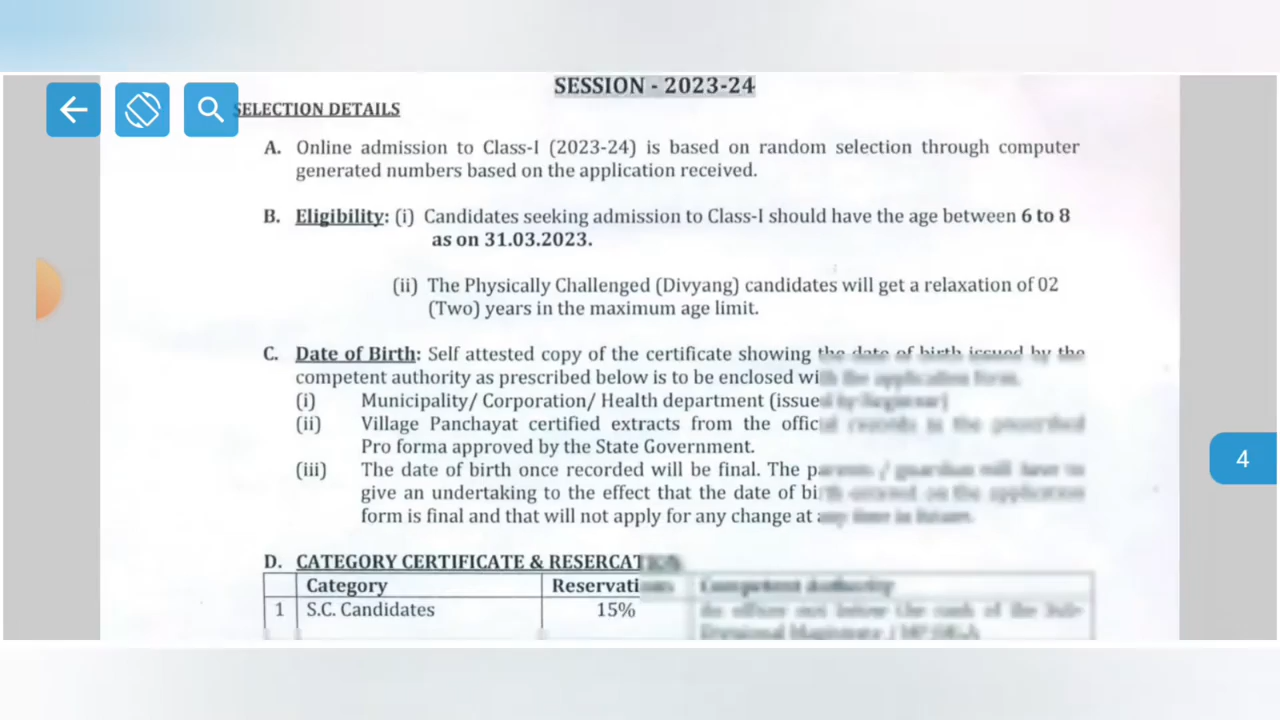 SESSION - 2023-24
SELECTION DETAILS
A. Online admission to Class-I (2023-24) is based on random selection through computer
generated numbers based on the application received.
B. Eligibility: (i) Candidates seeking admission to Class-I should have the age between 6 to 8
as on 31.03.2023.
(ii) The Physically Challenged (Divyang) candidates will get a relaxation of 02
(Two) years in the maximum age limit.
C. Date of Birth: Self attested copy of the certificate showing the date of birth issued by the
competent authority as prescribed below is to be enclosed
(i) Municipality/ Corporation/ Health department
(ii) Village Panchayat certified extracts from the
Pro forma approved by the State Government.
(iii) The date of birth once recorded will be final. The
give an undertaking to the effect that the date of
form is final and that will not apply for any change at
4
D. CATEGORY CERTIFICATE &
Category
1 S.C. Candidates 15%